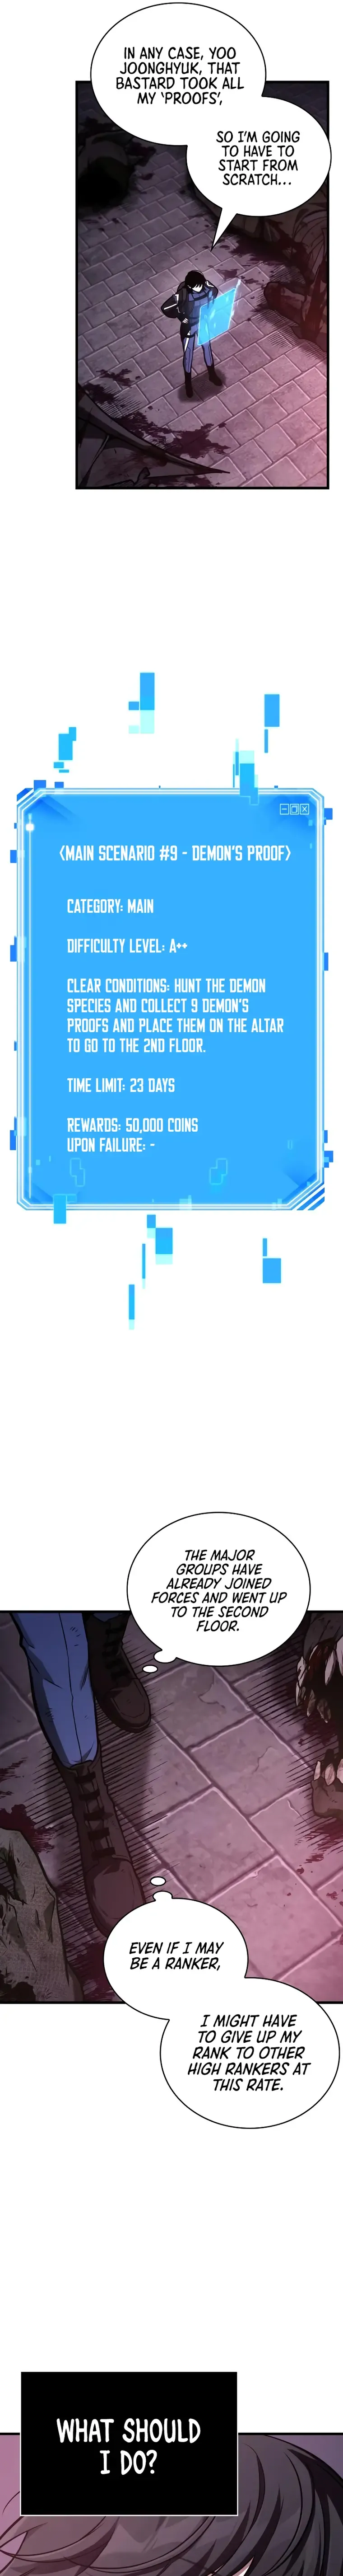 IN ANY CASE, YOO
JOONGHYUK, THAT
BASTARD TOOK ALL
MY 'PROOFS',
SO I'M GOING
TO HAVE TO
START FROM
SCRATCH...
<MAIN SCENARIO #9 - DEMON'S PROOF>
CATEGORY: MAIN
DIFFICULTY LEVEL: A++
CLEAR CONDITIONS: HUNT THE DEMON
SPECIES AND COLLECT 9 DEMON'S
PROOFS AND PLACE THEM ON THE ALTAR
TO GO TO THE 2ND FLOOR.
TIME LIMIT: 23 DAYS
REWARDS: 50,000 COINS
UPON FAILURE: -
THE MAJOR
GROUPS HAVE
ALREADY JOINED
FORCES AND WENT UP
TO THE SECOND
FLOOR.
EVEN IF I MAY
BE A RANKER,
I MIGHT HAVE
TO GIVE UP MY
RANK TO OTHER
HIGH RANKERS AT
THIS RATE.
WHAT SHOULD
I DO?